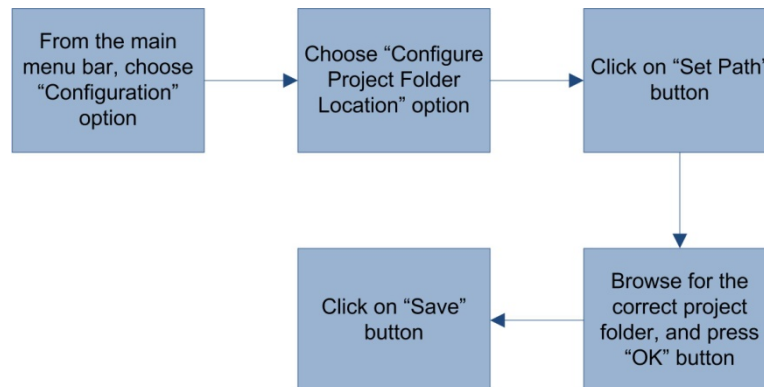 From the main
menu bar, choose
“Configuration”
option
Choose “Configure
Project Folder
Location” option
Click on “Set Path”
button
Browse for the
correct project
folder, and press
“OK” button
Click on “Save”
button